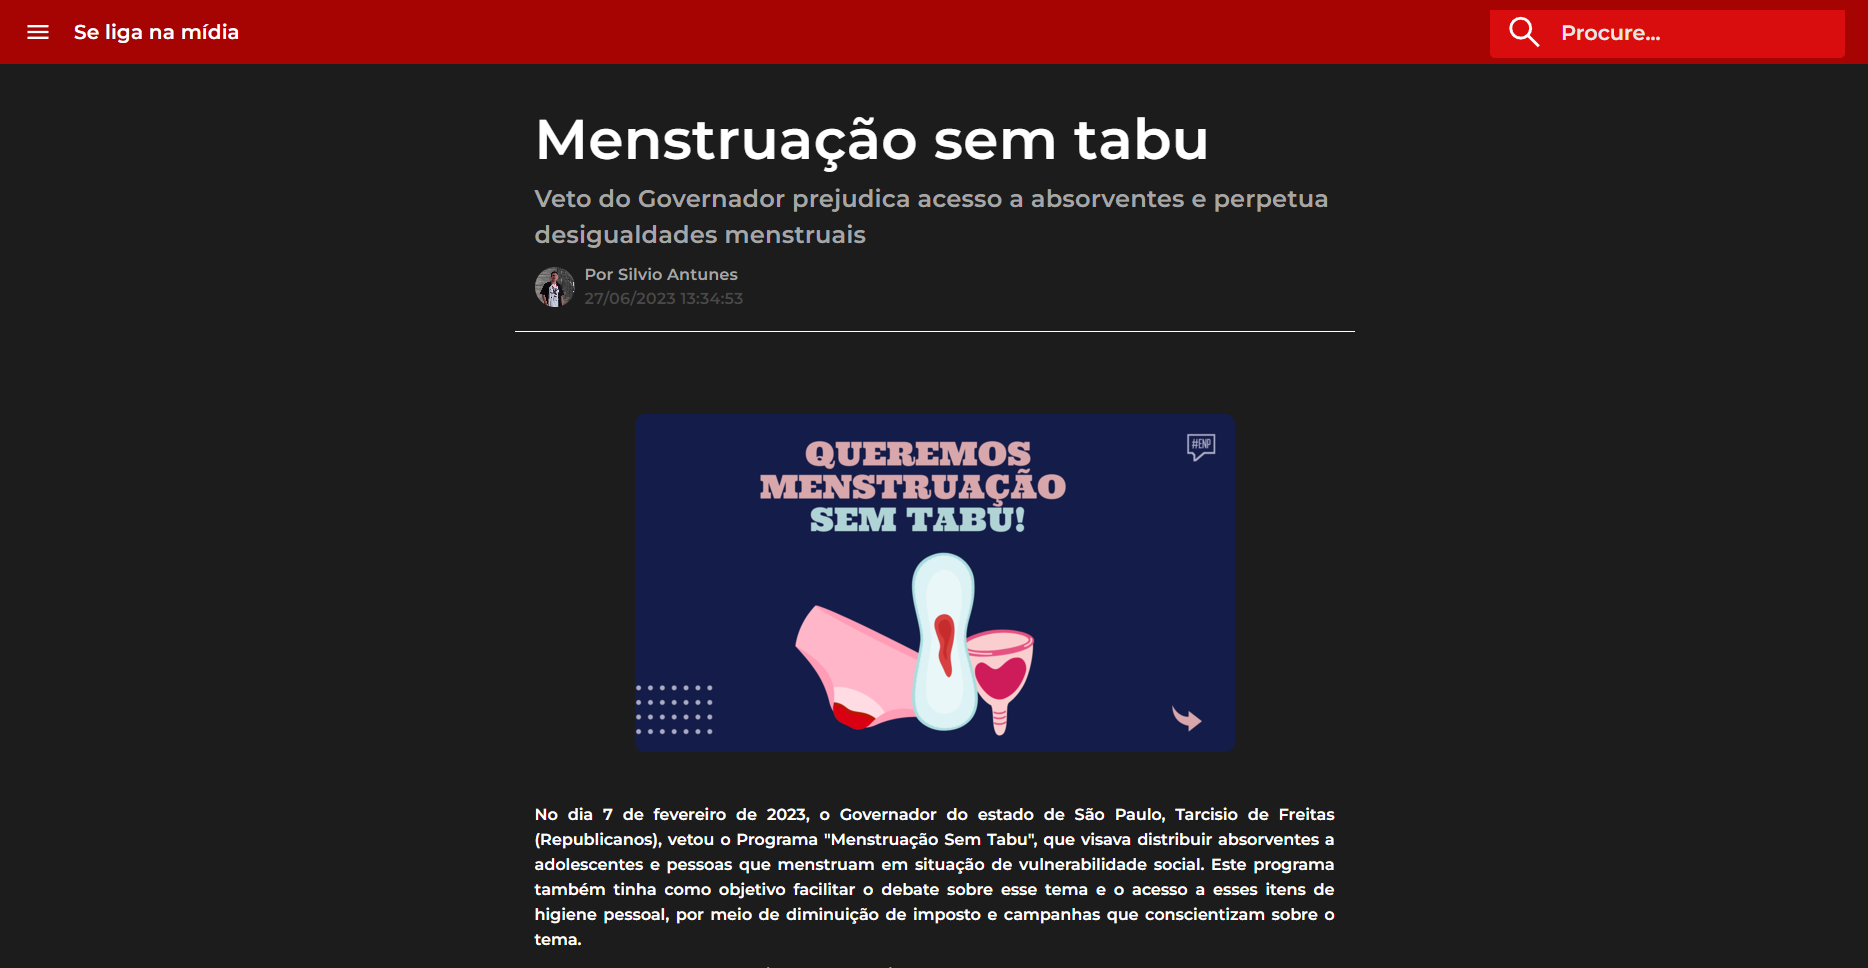 Se liga na mídia
Procure...
Menstruação sem tabu
Veto do Governador prejudica acesso a absorventes e perpetua
desigualdades menstruais
Por Silvio Antunes
27/06/2023 13:34:53
#ENP
QUEREMOS
MENSTRUAÇÃO
SEM TABU!
No dia 7 de fevereiro de 2023, o Governador do estado de São Paulo, Tarcisio de Freitas
(Republicanos), vetou o Programa "Menstruação Sem Tabu", que visava distribuir absorventes a
adolescentes e pessoas que menstruam em situação de vulnerabilidade social. Este programa
também tinha como objetivo facilitar o debate sobre esse tema e o acesso a esses itens de
higiene pessoal, por meio de diminuição de imposto e campanhas que conscientizam sobre o
tema.